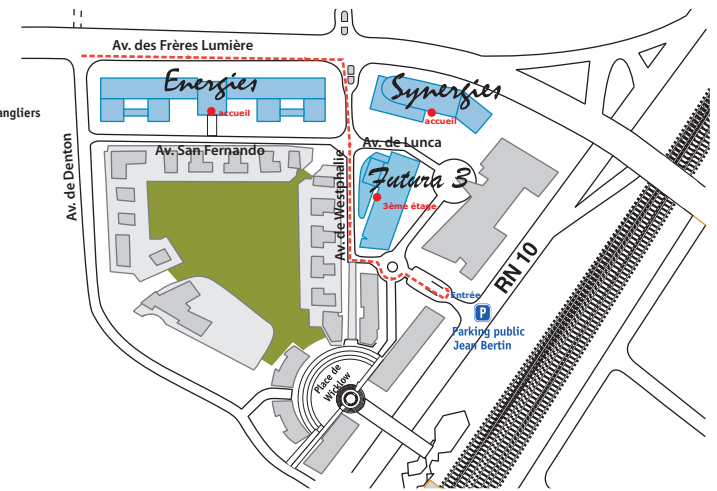 Av. des Frères Lumière
Energies
accueil
Synergies
accueil
angliers
Av. de Denton
Av. San Fernando
Av. de Westphalie
Av. de Lunca
Futura 3
3ème étage
RN 10
Entrée
P
Parking public
Jean Bertin
Place de
Wicklow